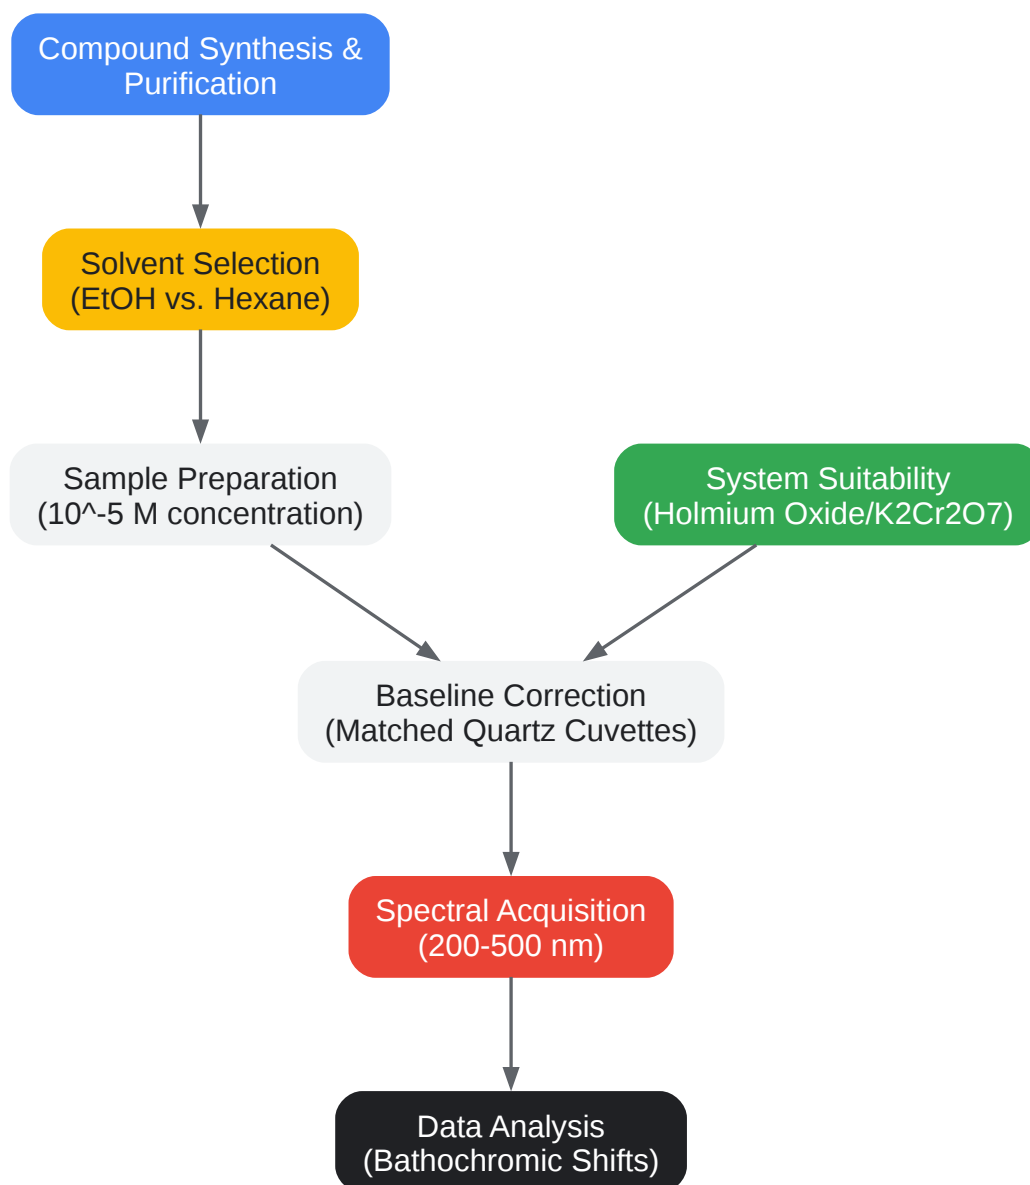 Compound Synthesis &
Purification
Solvent Selection
(EtOH vs. Hexane)
Sample Preparation
(10^-5 M concentration)
System Suitability
(Holmium Oxide/K2Cr2O7)
Baseline Correction
(Matched Quartz Cuvettes)
Spectral Acquisition
(200-500 nm)
Data Analysis
(Bathochromic Shifts)